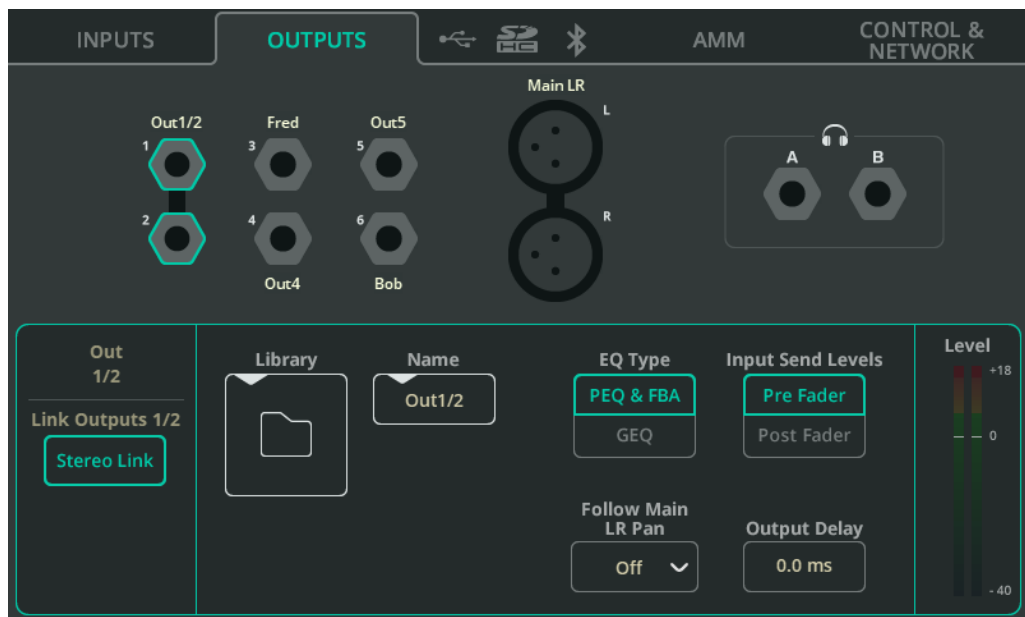 INPUTS
OUTPUTS
SD
HC
AMM
CONTROL &
NETWORK
Main LR
L
Out1/2
Fred
Out5
1
3
5
A
B
2
4
6
R
Out4
Bob
Out
1/2
Link Outputs 1/2
Stereo Link
Library
Name
Out1/2
EQ Type
PEQ & FBA
GEQ
Input Send Levels
Pre Fader
Post Fader
Follow Main
LR Pan
Off
Output Delay
0.0 ms
Level
+18
0
- 40